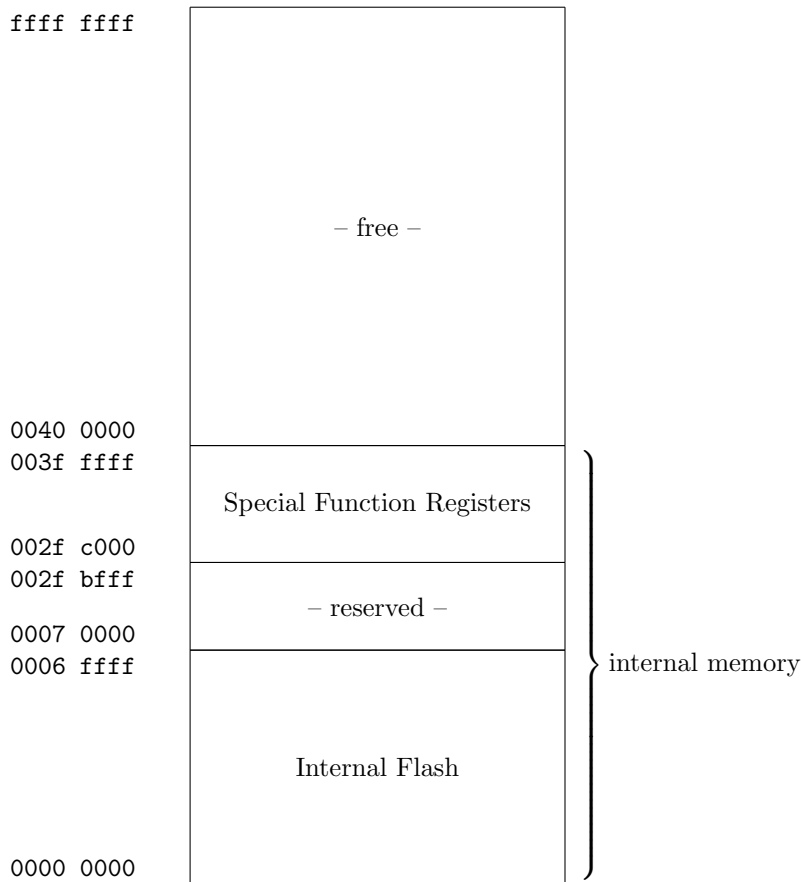 ffff ffff
– free –
0040 0000
003f ffff
Special Function Registers
002f c000
002f bfff
– reserved –
0007 0000
0006 ffff
internal memory
Internal Flash
0000 0000